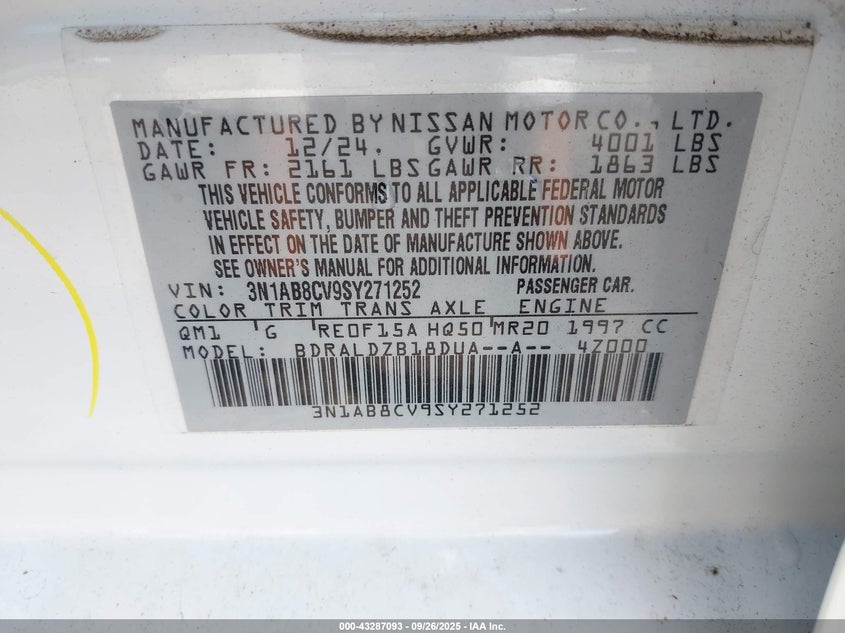 MANUFACTURED BY NISSAN MOTOR CO., LTD.
DATE: 12/24. GVWR: 4001 LBS
GAWR FR: 2161 LBS GAWR RR: 1863 LBS
THIS VEHICLE CONFORMS TO ALL APPLICABLE FEDERAL MOTOR
VEHICLE SAFETY, BUMPER AND THEFT PREVENTION STANDARDS
IN EFFECT ON THE DATE OF MANUFACTURE SHOWN ABOVE.
SEE OWNER'S MANUAL FOR ADDITIONAL INFORMATION.
VIN: 3N1AB8CV9SY271252 PASSENGER CAR.
COLOR TRIM TRANS AXLE ENGINE
QM1 G RE0F15A HQ50 MR20 1997 CC
MODEL: BDRALDZB18DUA--A-- 4Z000
3N1AB8CV9SY271252
000-43287093 - 09/26/2025 - IAA Inc.